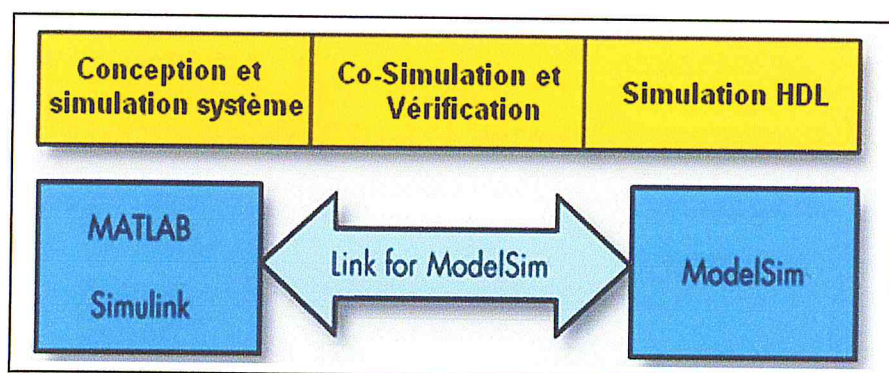 Conception et
simulation système
Co-Simulation et
Vérification
Simulation HDL
MATLAB
Simulink
Link for ModelSim
ModelSim